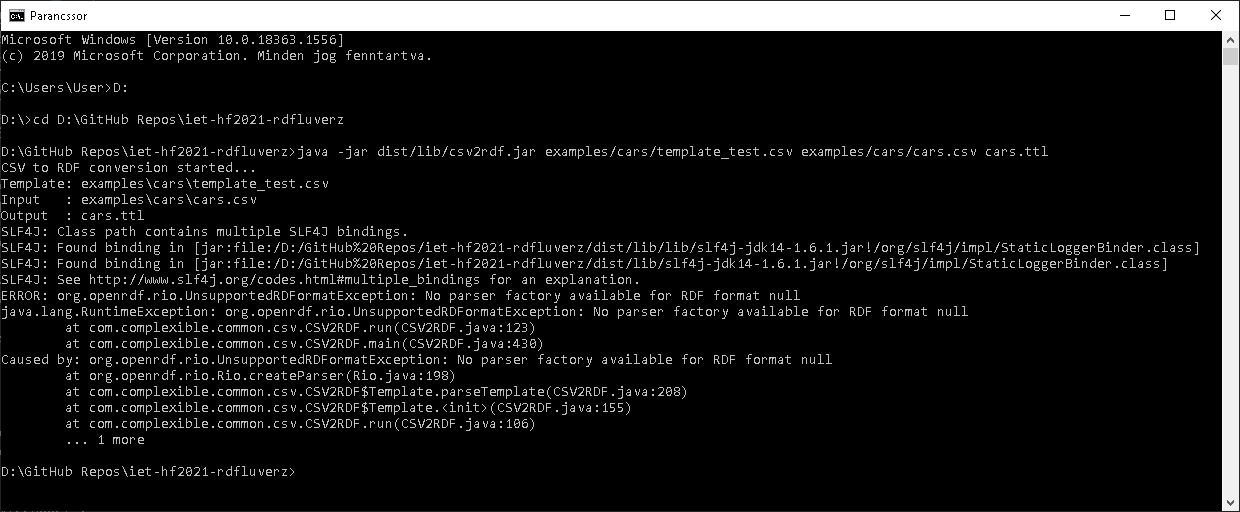 Parancssor
Microsoft Windows [Version 10.0.18363.1556]
(c) 2019 Microsoft Corporation. Minden jog fenntartva.
C:\Users\User>D:
D:\>cd D:\GitHub Repos\iet-hf2021-rdfluverz
D:\GitHub Repos\iet-hf2021-rdfluverz>java -jar dist/lib/csv2rdf.jar examples/cars/template_test.csv examples/cars/cars.csv cars.ttl
CSV to RDF conversion started...
Template: examples\cars\template_test.csv
Input   : examples\cars\cars.csv
Output  : cars.ttl
SLF4J: Class path contains multiple SLF4J bindings.
SLF4J: Found binding in [jar:file:/D:/GitHub%20Repos/iet-hf2021-rdfluverz/dist/lib/lib/slf4j-jdk14-1.6.1.jar!/org/slf4j/impl/StaticLoggerBinder.class]
SLF4J: Found binding in [jar:file:/D:/GitHub%20Repos/iet-hf2021-rdfluverz/dist/lib/slf4j-jdk14-1.6.1.jar!/org/slf4j/impl/StaticLoggerBinder.class]
SLF4J: See http://www.slf4j.org/codes.html#multiple_bindings for an explanation.
ERROR: org.openrdf.rio.UnsupportedRDFormatException: No parser factory available for RDF format null
java.lang.RuntimeException: org.openrdf.rio.UnsupportedRDFormatException: No parser factory available for RDF format null
        at com.complexible.common.csv.CSV2RDF.run(CSV2RDF.java:123)
        at com.complexible.common.csv.CSV2RDF.main(CSV2RDF.java:430)
Caused by: org.openrdf.rio.UnsupportedRDFormatException: No parser factory available for RDF format null
        at org.openrdf.rio.Rio.createParser(Rio.java:198)
        at com.complexible.common.csv.CSV2RDF$Template.parseTemplate(CSV2RDF.java:208)
        at com.complexible.common.csv.CSV2RDF$Template.<init>(CSV2RDF.java:155)
        at com.complexible.common.csv.CSV2RDF.run(CSV2RDF.java:106)
        ... 1 more
D:\GitHub Repos\iet-hf2021-rdfluverz>